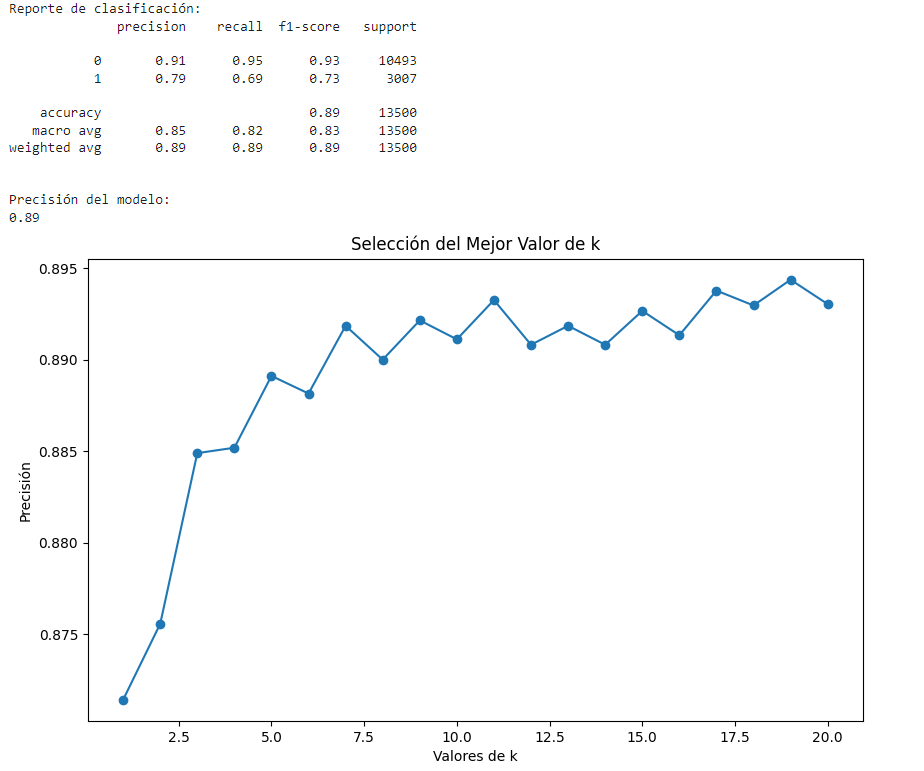 Reporte de clasificación:
precision recall f1-score support
0 0.91 0.95 0.93 10493
1 0.79 0.69 0.73 3007
accuracy 0.89 13500
macro avg 0.85 0.82 0.83 13500
weighted avg 0.89 0.89 0.89 13500
Precisión del modelo:
0.89
Selección del Mejor Valor de k
0.895
0.890
0.885
0.880
0.875
Precisión
2.5 5.0 7.5 10.0 12.5 15.0 17.5 20.0
Valores de k